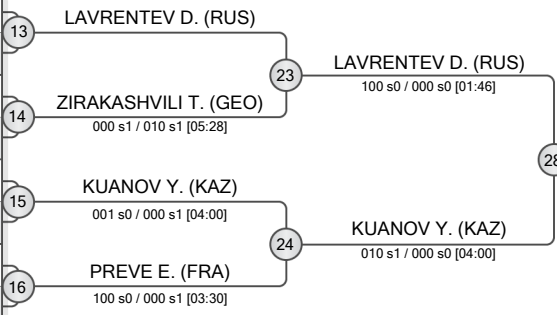 13
LAVRENTEV D. (RUS)
23
LAVRENTEV D. (RUS)
100 s0 / 000 s0 [01:46]
14
ZIRAKASHVILI T. (GEO)
000 s1 / 010 s1 [05:28]
28
15
KUANOV Y. (KAZ)
001 s0 / 000 s1 [04:00]
24
KUANOV Y. (KAZ)
010 s1 / 000 s0 [04:00]
16
PREVE E. (FRA)
100 s0 / 000 s1 [03:30]